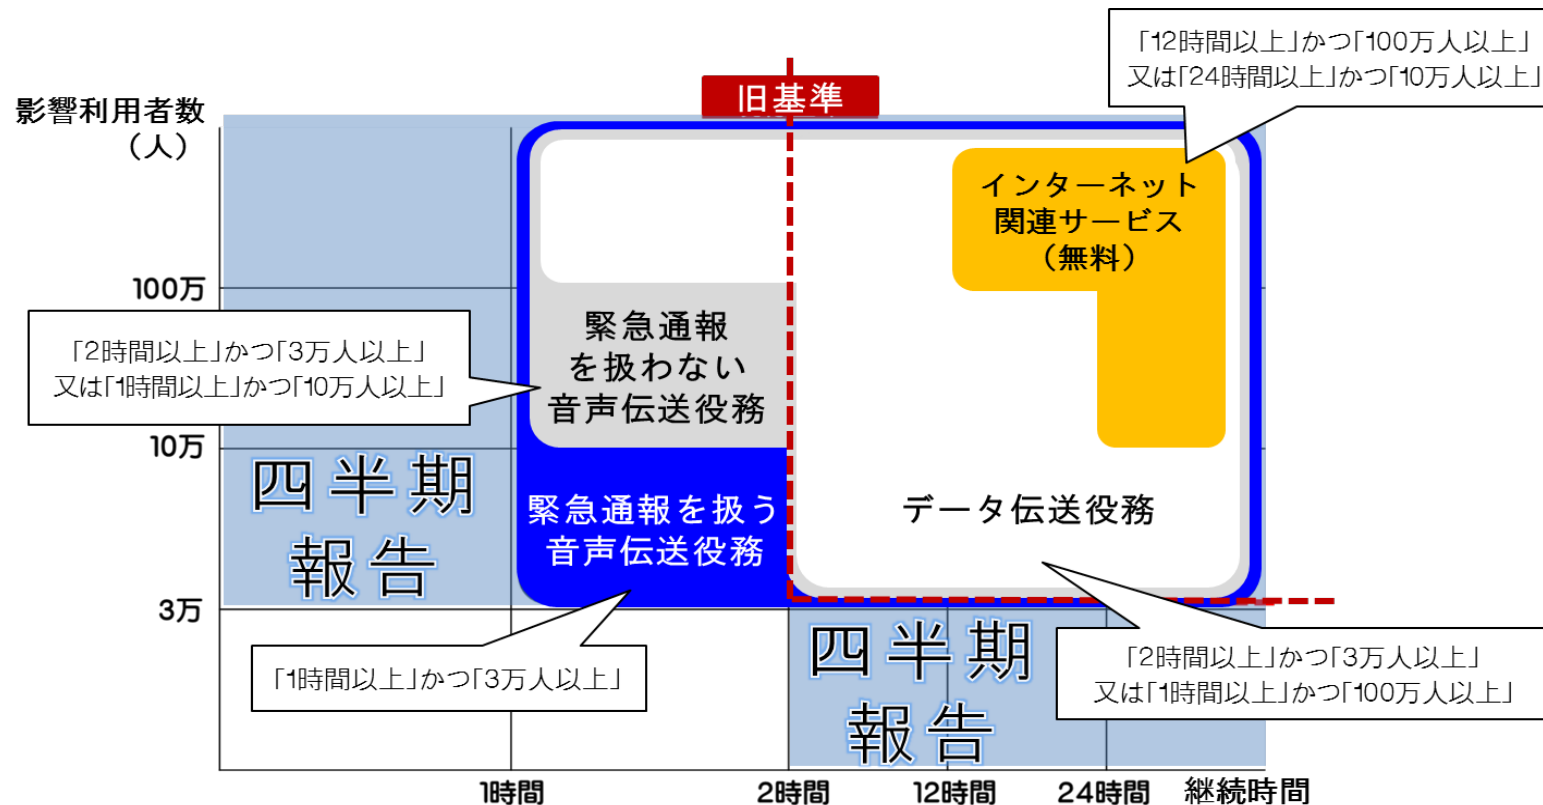 「12時間以上」かつ「100万人以上」
又は「24時間以上」かつ「10万人以上」
旧基準
影響利用者数
（人）
インターネット
関連サービス
（無料）
100万
緊急通報
を扱わない
音声伝送役務
「2時間以上」かつ「3万人以上」
又は「1時間以上」かつ「10万人以上」
10万
四半期
報告
緊急通報を扱う
音声伝送役務
データ伝送役務
3万
「1時間以上」かつ「3万人以上」
四半期
報告
「2時間以上」かつ「3万人以上」
又は「1時間以上」かつ「100万人以上」
1時間
2時間
12時間
24時間
継続時間